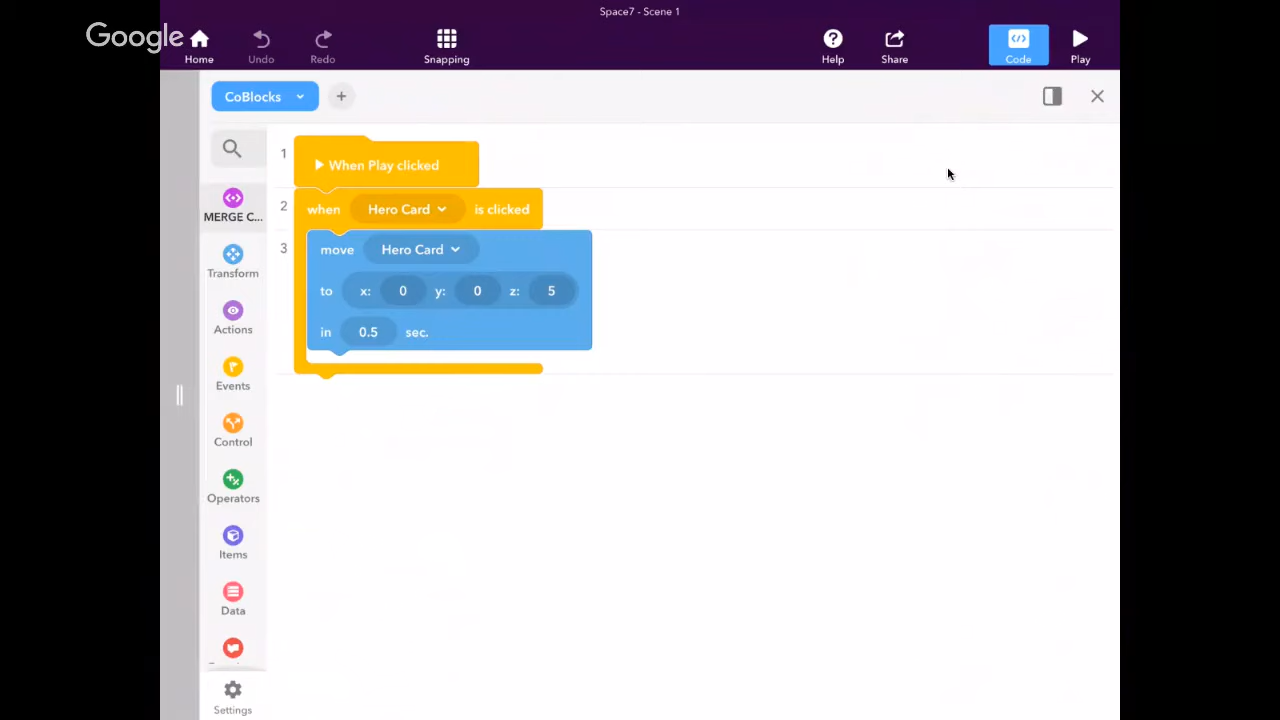 Space7 - Scene 1
Google
Home
Undo
Redo
Snapping
Help
Share
Code
Play
CoBlocks
1
When Play clicked
MERGE C...
2
when Hero Card is clicked
3
move Hero Card
Transform
to x: 0 y: 0 z: 5
Actions
in 0.5 sec.
Events
Control
Operators
Items
Data
Settings